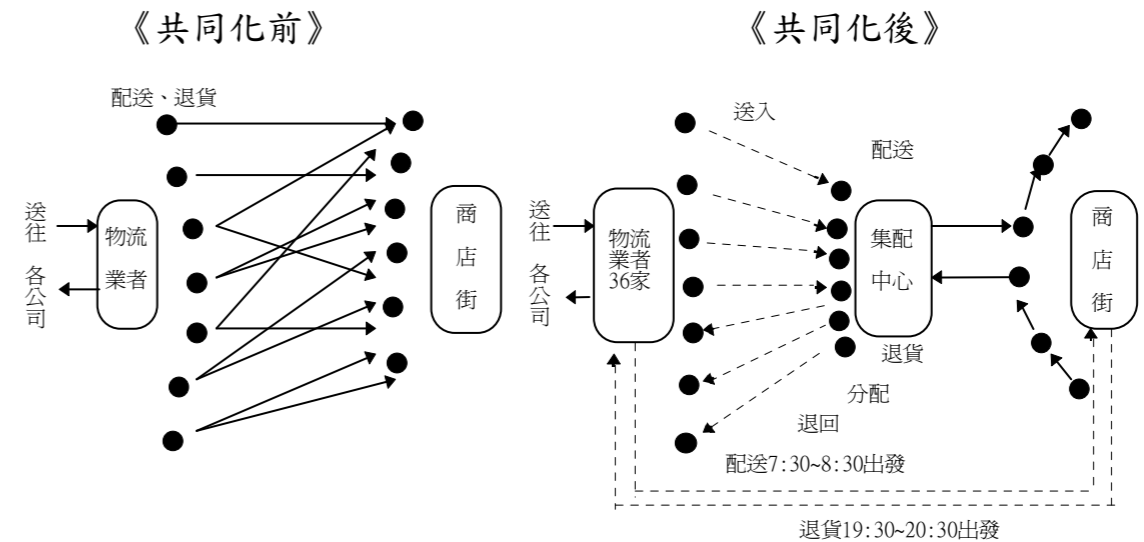 《共同化前》
配送、退貨
送往
各公司
物流
業者
商店街
《共同化後》
送入
配送
送往
各公司
物流
業者
36家
集配
中心
商店街
退貨
分配
退回
配送7:30~8:30出發
退貨19:30~20:30出發